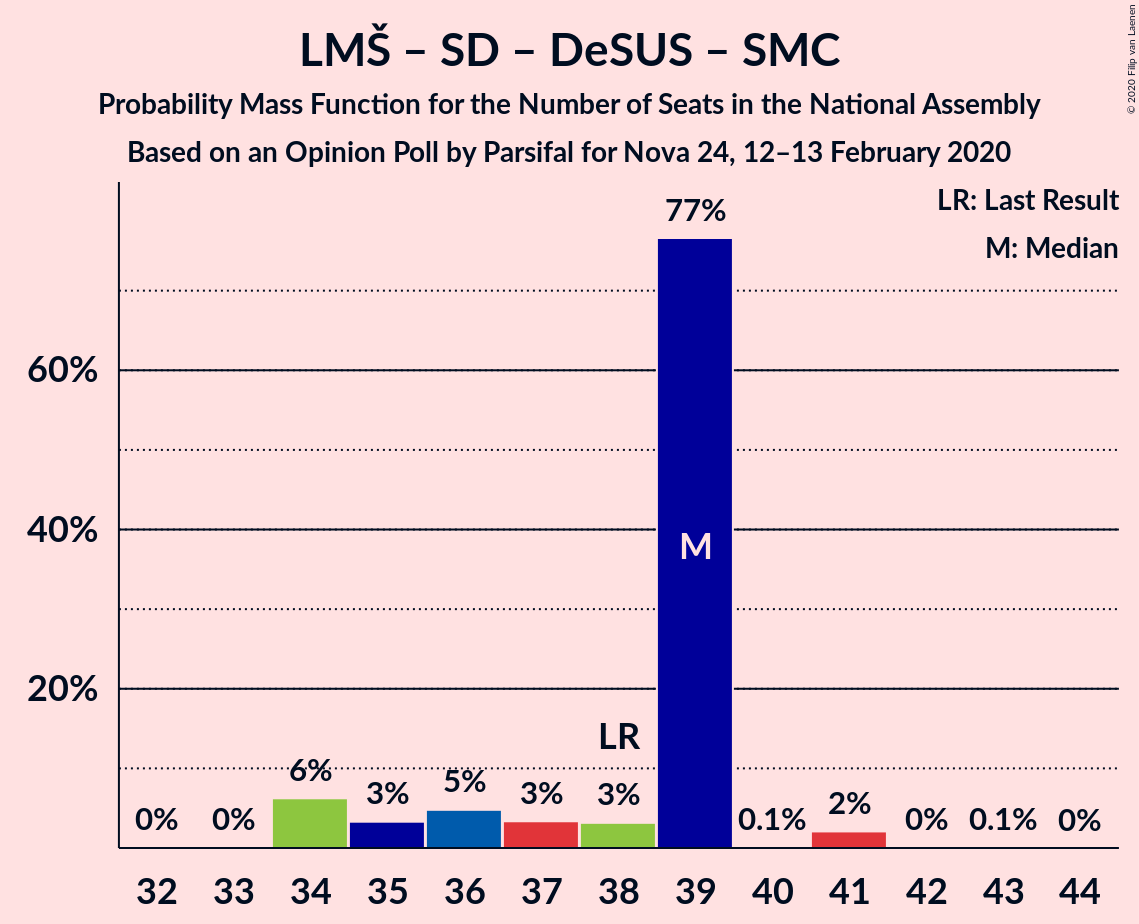 LMŠ – SD – DeSUS – SMC
Probability Mass Function for the Number of Seats in the National Assembly
Based on an Opinion Poll by Parsifal for Nova 24, 12–13 February 2020
© 2020 Filip van Laenen
LR: Last Result
M: Median
77%
60%
40%
20%
M
LR
0% 0% 6% 3% 5% 3% 3% 0.1% 2% 0% 0.1% 0%
32 33 34 35 36 37 38 39 40 41 42 43 44